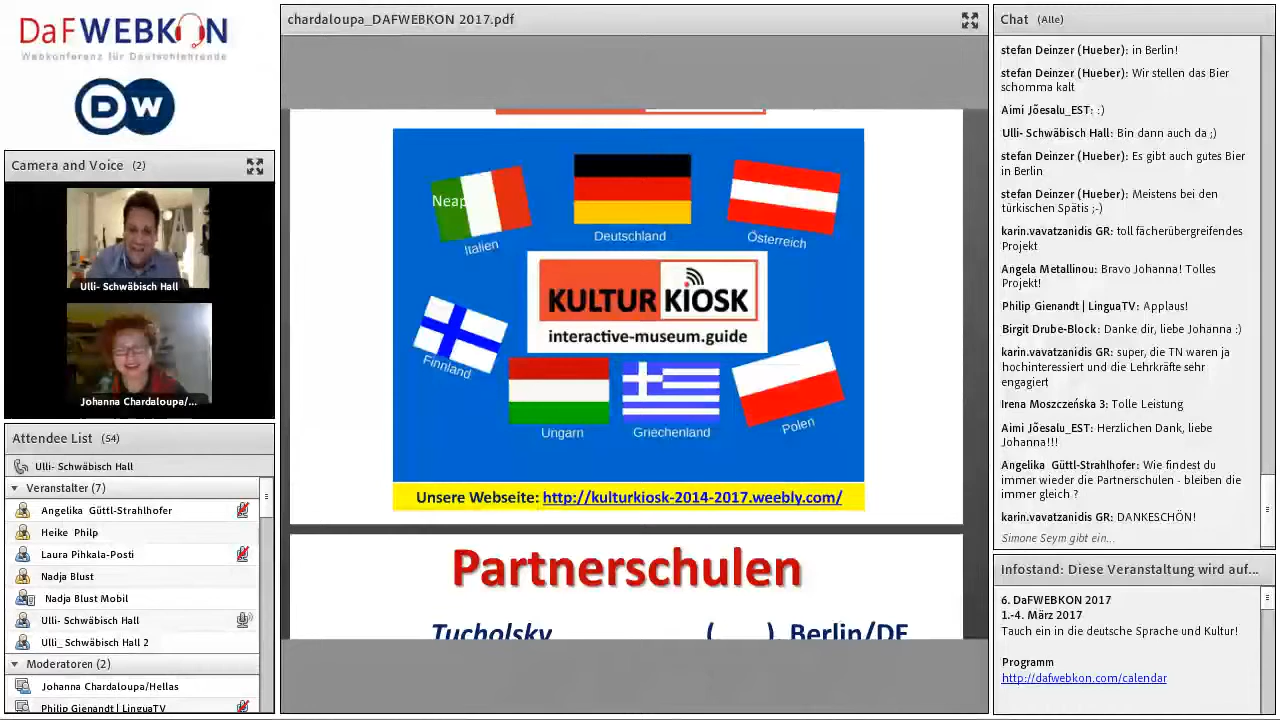 DaFWEBKON
Webkonferenz für Deutschlehrende
DW
Camera and Voice (2)
Ulli- Schwäbisch Hall
Johanna Chardaloupa/...
Attendee List (54)
Ulli- Schwäbisch Hall
Veranstalter (7)
Angelika Güttl-Strahlhofer
Heike Philp
Laura Pihkala-Posti
Nadja Blust
Nadja Blust Mobil
Ulli- Schwäbisch Hall
Ulli_ Schwäbisch Hall 2
Moderatoren (2)
Johanna Chardaloupa/Hellas
Philip Gienandt | LinguaTV
chardaloupa_DAFWEBKON 2017.pdf
Neap
Italien
Deutschland
Österreich
KULTUR KIOSK
interactive-museum.guide
Finnland
Ungarn
Griechenland
Polen
Unsere Webseite: http://kulturkiosk-2014-2017.weebly.com/
Partnerschulen
Tucholsky ( ) Berlin/DE
Chat (Alle)
stefan Deinzer (Hueber): in Berlin!
stefan Deinzer (Hueber): Wir stellen das Bier
schomma kalt
Aimi Jõesalu_EST: :)
Ulli- Schwäbisch Hall: Bin dann auch da ;)
stefan Deinzer (Hueber): Es gibt auch gutes Bier
in Berlin
stefan Deinzer (Hueber): Meistens bei den
türkischen Spätis ;-)
karin.vavatzanidis GR: toll fächerübergreifendes
Projekt
Angela Metallinou: Bravo Johanna! Tolles
Projekt!
Philip Gienandt | LinguaTV: Applaus!
Birgit Drube-Block: Danke dir, liebe Johanna :)
karin.vavatzanidis GR: super, die TN waren ja
hochinteressiert und die Lehrkräfte sehr
engagiert
Irena Moszczeńska 3: Tolle Leistung
Aimi Jõesalu_EST: Herzlichen Dank, liebe
Johanna!!!
Angelika Güttl-Strahlhofer: Wie findest du
immer wieder die Partnerschulen - bleiben die
immer gleich ?
karin.vavatzanidis GR: DANKESCHÖN!
Simone Seym gibt ein...
Infostand: Diese Veranstaltung wird auf...
6. DaFWEBKON 2017
1.-4. März 2017
Tauch ein in die deutsche Sprache und Kultur!
Programm
http://dafwebkon.com/calendar